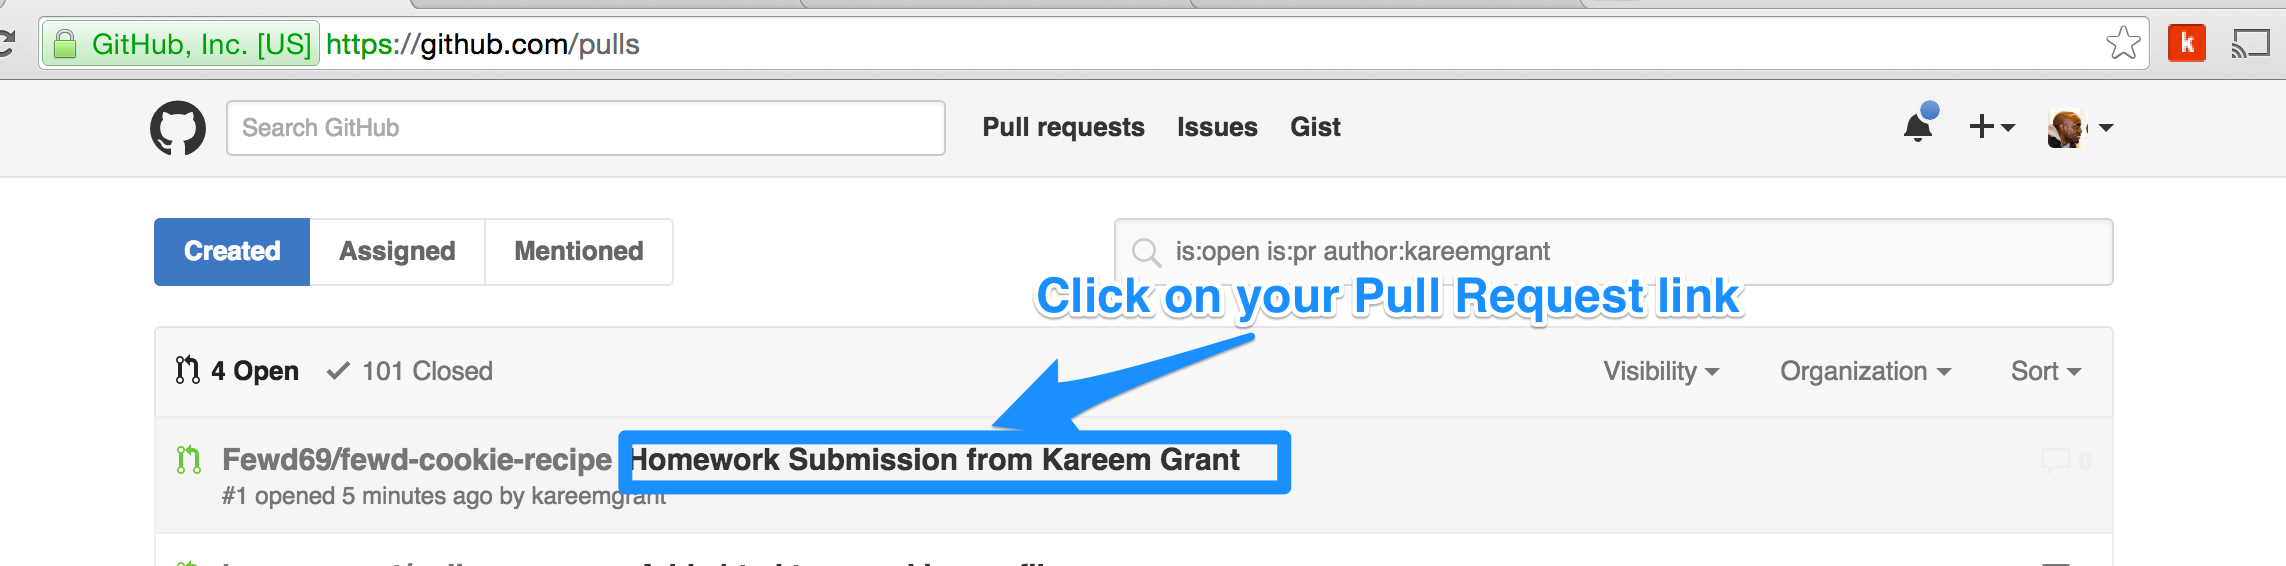 GitHub, Inc. [US] https://github.com/pulls
k
Search GitHub
Pull requests Issues Gist
Created Assigned Mentioned
is:open is:pr author:kareemgrant
Click on your Pull Request link
4 Open 101 Closed
Visibility Organization Sort
Fewd69/fewd-cookie-recipe Homework Submission from Kareem Grant
0
#1 opened 5 minutes ago by kareemgrant